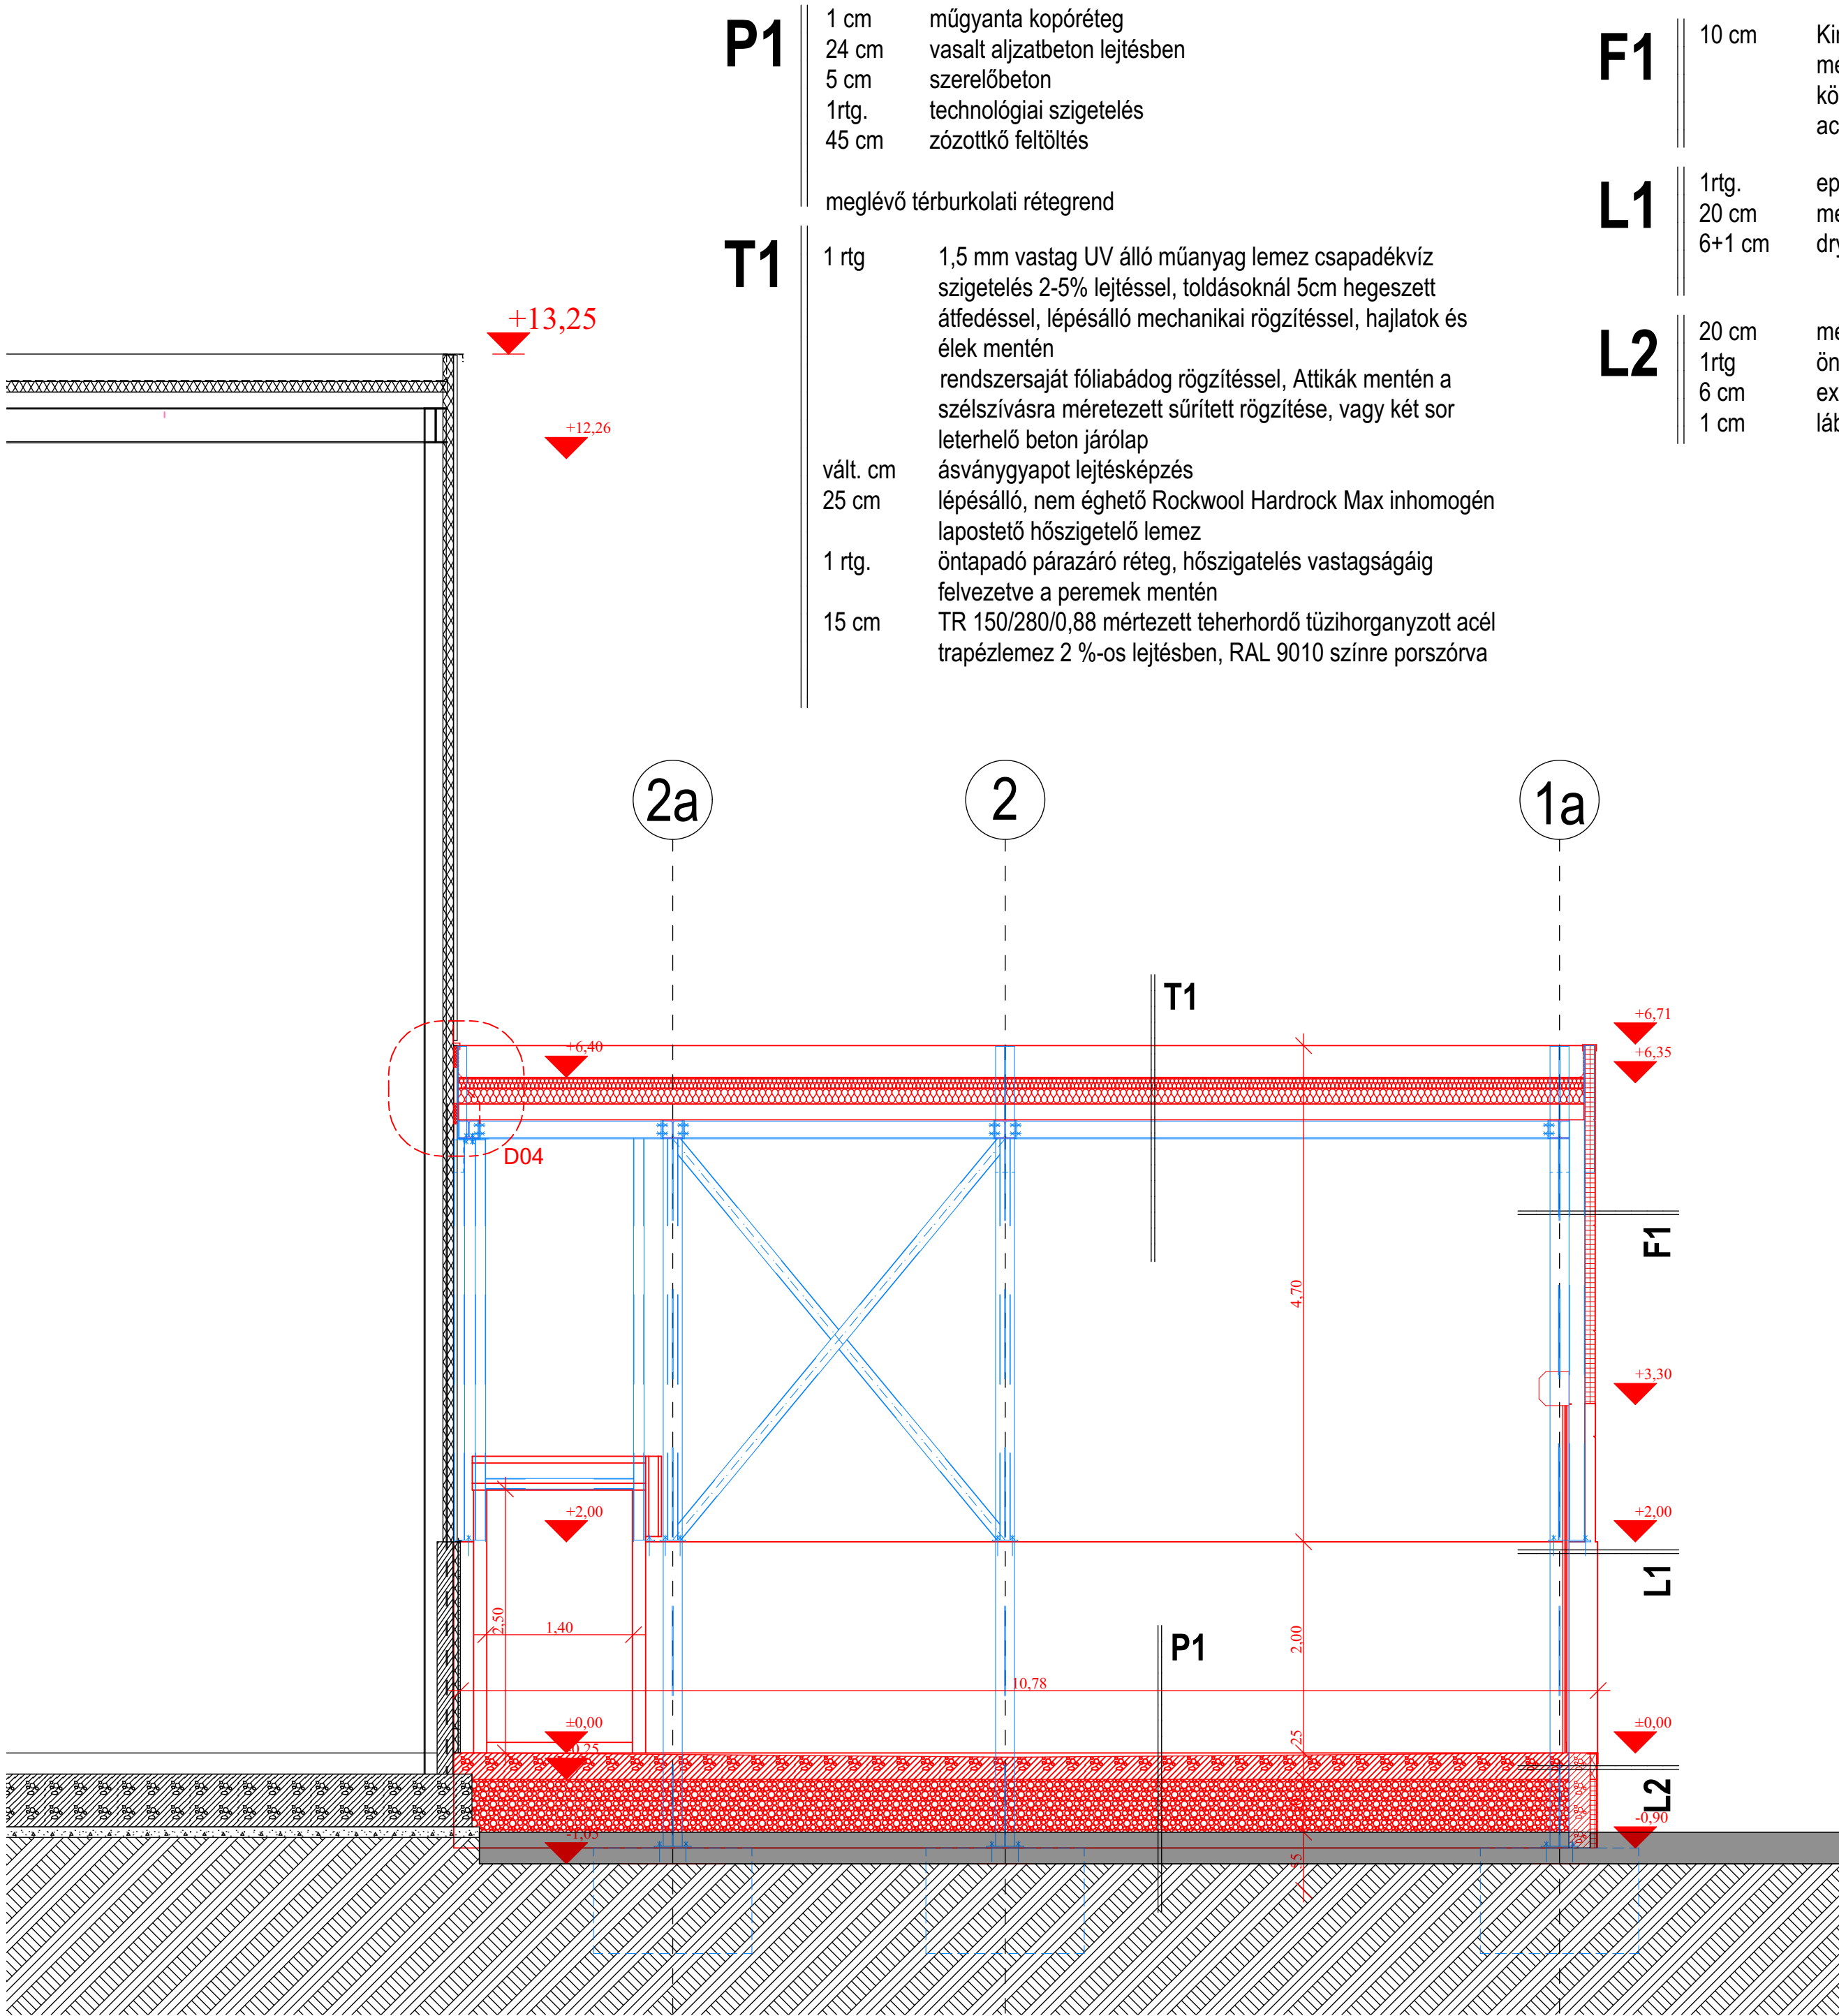 P1
1 cm műgyanta kopóréteg
24 cm vasalt aljzatbeton lejtésben
5 cm szerelőbeton
1rtg. technológiai szigetelés
45 cm zózottkő feltöltés
meglévő térburkolati rétegrend
T1
1 rtg 1,5 mm vastag UV álló műanyag lemez csapadékvíz
szigetelés 2-5% lejtéssel, toldásoknál 5cm hegeszett
átfedéssel, lépésálló mechanikai rögzítéssel, hajlatok és
élek mentén
rendszersaját fóliabádog rögzítéssel, Attikák mentén a
szélszívásra méretezett sűrített rögzítése, vagy két sor
leterhelő beton járólap
vált. cm ásványgyapot lejtésképzés
25 cm lépésálló, nem éghető Rockwool Hardrock Max inhomogén
lapostető hőszigetelő lemez
1 rtg. öntapadó párazáró réteg, hőszigatelés vastagságáig
felvezetve a peremek mentén
15 cm TR 150/280/0,88 mértezett teherhordő tüzihorganyzott acél
trapézlemez 2 %-os lejtésben, RAL 9010 színre porszórva
F1
10 cm
L1
1rtg.
20 cm
6+1 cm
L2
20 cm
1rtg
6 cm
1 cm
+13,25
+12,26
2a
2
1a
T1
+6,71
+6,40
+6,35
D04
F1
4,70
+3,30
+2,00
+2,00
L1
2,50
1,40
2,00
P1
10,78
±0,00
±0,00
25
L2
-0,90
-1,05